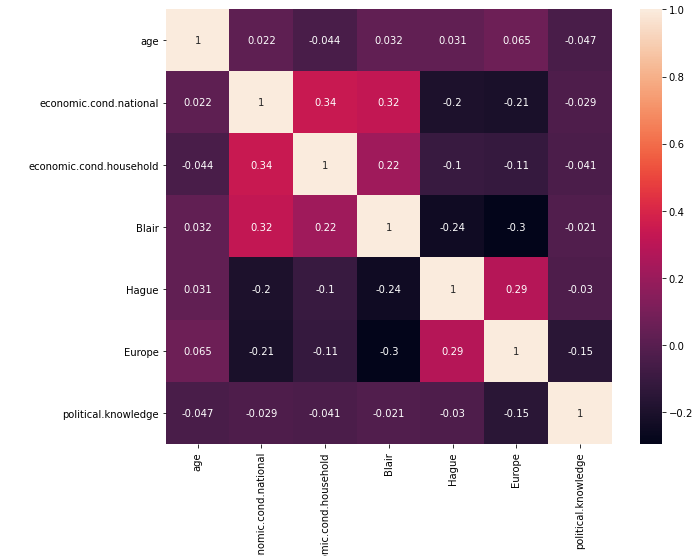 age 1 0.022 -0.044 0.032 0.031 0.065 -0.047
economic.cond.national 0.022 1 0.34 0.32 -0.2 -0.21 -0.029
economic.cond.household -0.044 0.34 1 0.22 -0.1 -0.11 -0.041
Blair 0.032 0.32 0.22 1 -0.24 -0.3 -0.021
Hague 0.031 -0.2 -0.1 -0.24 1 0.29 -0.03
Europe 0.065 -0.21 -0.11 -0.3 0.29 1 -0.15
political.knowledge -0.047 -0.029 -0.041 -0.021 -0.03 -0.15 1
age
nomic.cond.national
mic.cond.household
Blair
Hague
Europe
political.knowledge
1.0
0.8
0.6
0.4
0.2
0.0
−0.2